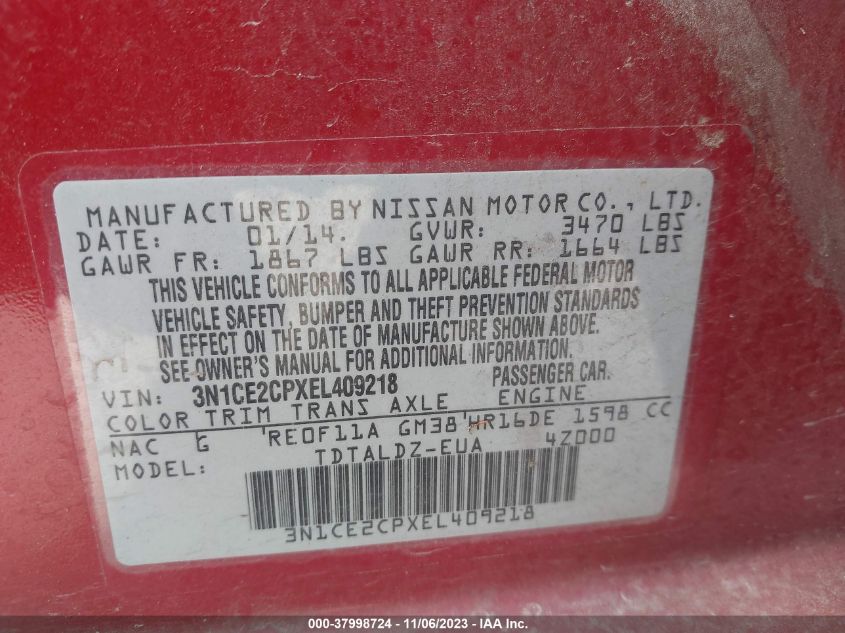 MANUFACTURED BY NISSAN MOTOR CO., LTD.
DATE: 01/14. GVWR: 3470 LBS
GAWR FR: 1867 LBS GAWR RR: 1664 LBS
THIS VEHICLE CONFORMS TO ALL APPLICABLE FEDERAL MOTOR
VEHICLE SAFETY, BUMPER AND THEFT PREVENTION STANDARDS
IN EFFECT ON THE DATE OF MANUFACTURE SHOWN ABOVE.
SEE OWNER'S MANUAL FOR ADDITIONAL INFORMATION.
VIN: 3N1CE2CPXEL409218 PASSENGER CAR.
COLOR TRIM TRANS AXLE ENGINE
NAC G 'RE0F11A GM38 'HR16DE 1598 CC
MODEL: TDTALDZ-EUA 4Z000
3N1CE2CPXEL409218
000-37998724 - 11/06/2023 - IAA Inc.